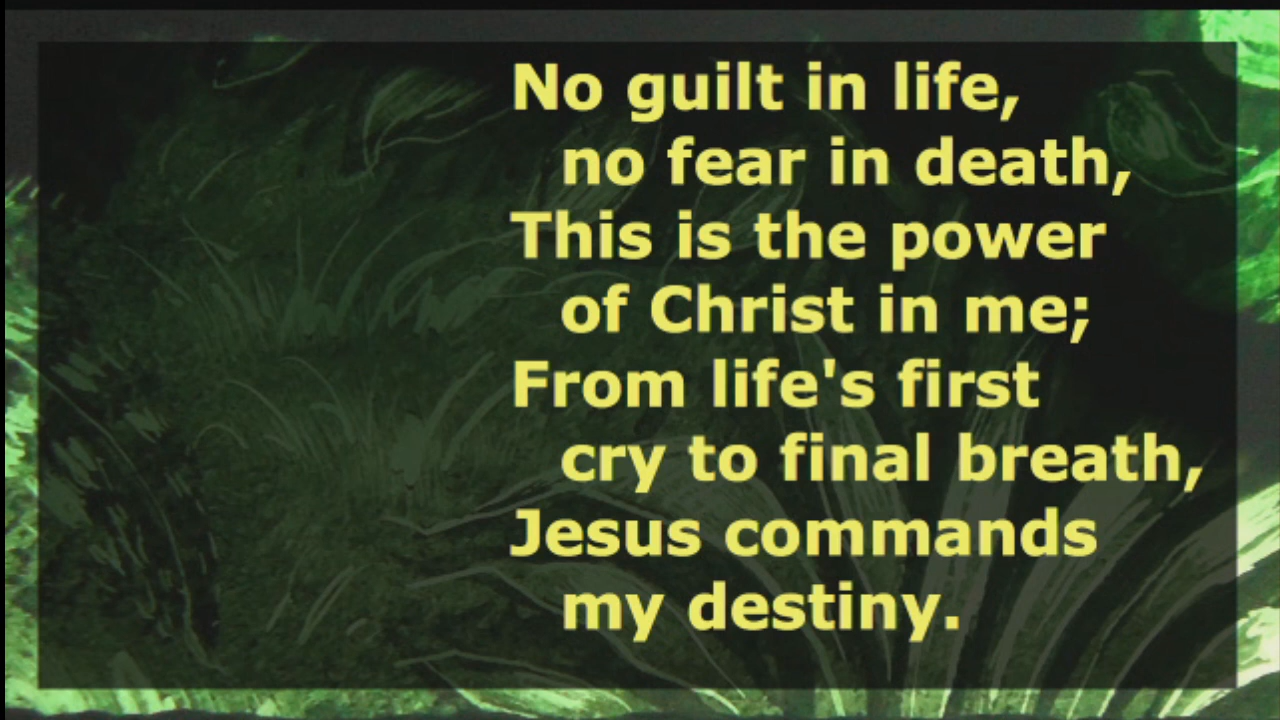 No guilt in life,
no fear in death,
This is the power
of Christ in me;
From life's first
cry to final breath,
Jesus commands
my destiny.